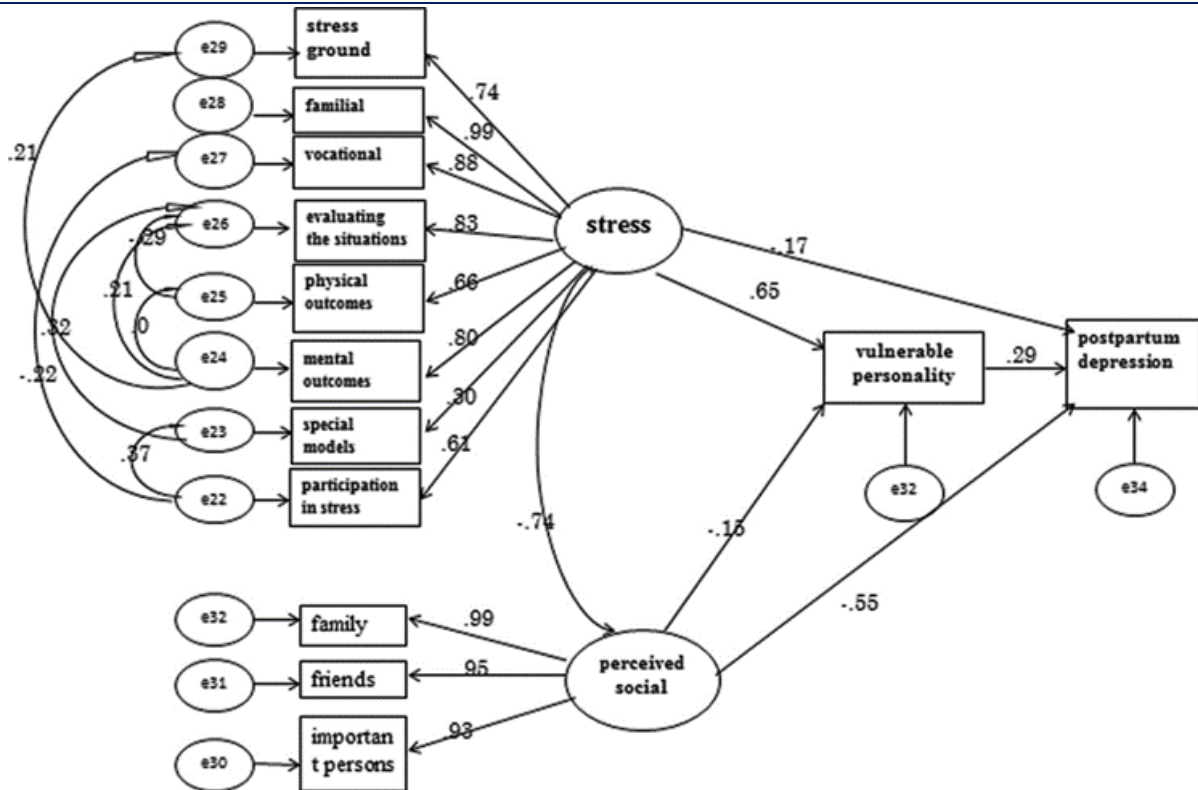 e29
stress
ground
.74
e28
familial
.99
.21
e27
vocational
.88
e26
evaluating
the situations
.83
stress
-.17
-.29
e25
physical
outcomes
.66
.65
.21
0
.32
e24
mental
outcomes
.80
vulnerable
personality
.29
postpartum
depression
-.22
.30
e23
special
models
.61
.37
e22
participation
in stress
e32
e34
-.74
-.15
-.55
e32
family
.99
perceived
social
e31
friends
.95
e30
importan
t persons
.93